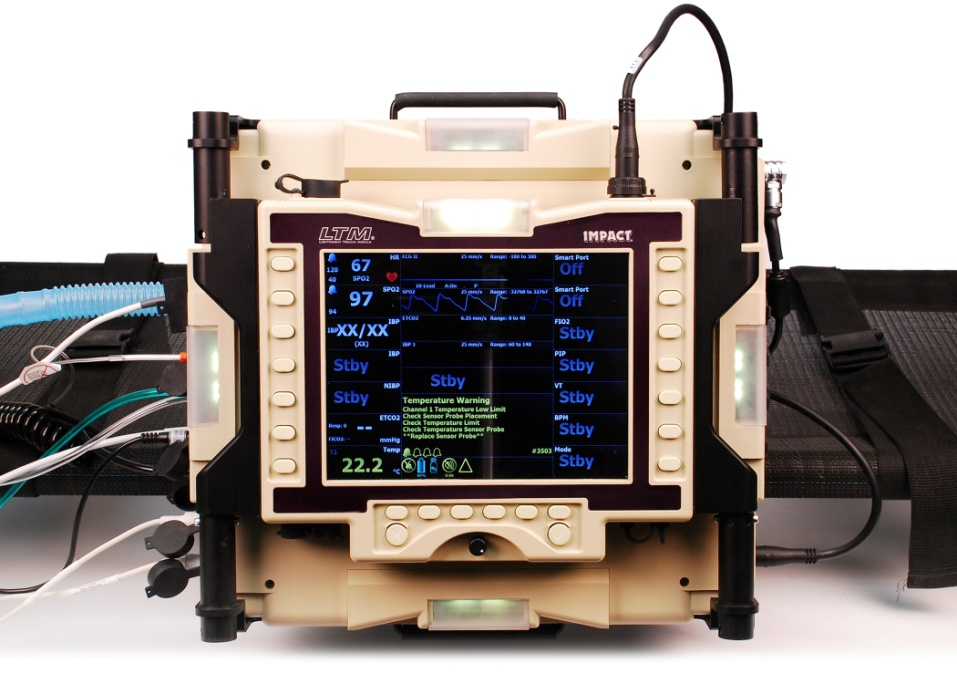 LTM®
IMPACT
120
40
67
HR
SPO2
ECG II
25 mm/s
Range: -100 to 300
Smart Port
Off
94
97
SPO2
SPO2
25 mm/s
Range: -32768 to 32767
Smart Port
Off
IBP
XX/XX
(XX)
IBP
ETCO2
6.25 mm/s
Range: 0 to 40
FIO2
Stby
Stby
IBP
IBP 1
25 mm/s
Range: 60 to 140
Stby
PIP
Stby
Stby
NIBP
VT
Stby
Temperature Warning
Channel 1 Temperature Low Limit
Check Sensor Probe Placement
Check Temperature Limit
Check Temperature Sensor Probe
**Replace Sensor Probe**
Resp: 0
--
ETCO2
mmHg
BPM
Stby
T1
22.2
Temp
°C
#3503
Mode
Stby